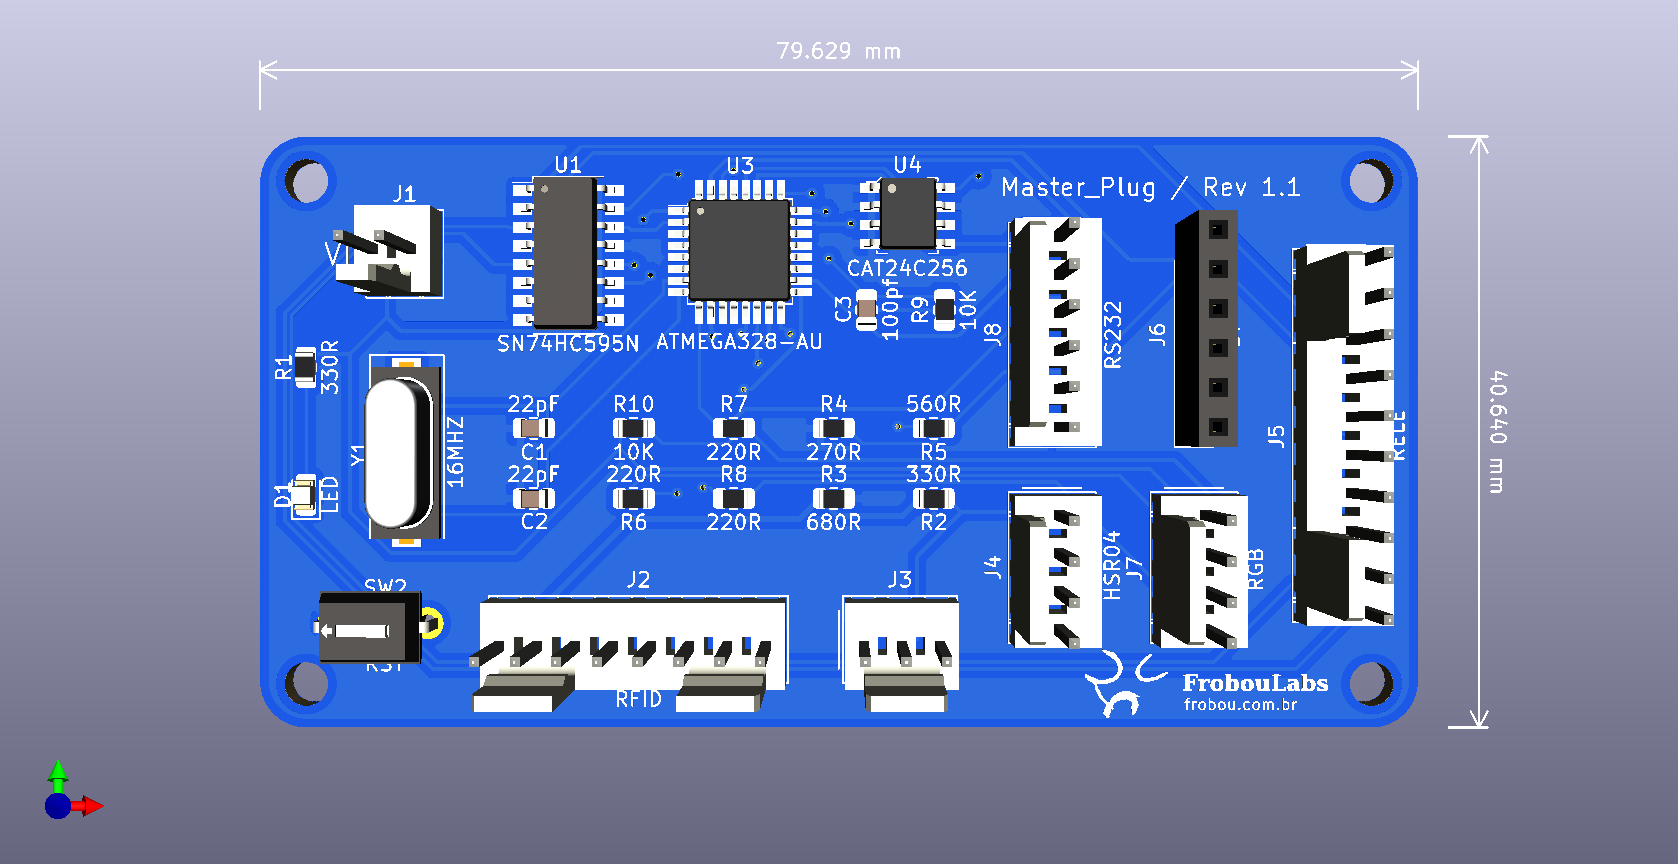 79.629 mm
U1
U3
U4
J1
Master_Plug / Rev 1.1
CAT24C256
SN74HC595N
ATMEGA328-AU
C3
100pf
R9
10K
J8
RS232
J6
J5
RELE
40.640 mm
R1
330R
Y1
16MHZ
22pF
R10
R7
R4
560R
C1
10K
220R
270R
R5
22pF
220R
R8
R3
330R
C2
R6
220R
680R
R2
D1
LED
J4
HSR04
J7
RGB
SW2
J2
J3
RFID
FrobouLabs
frobou.com.br